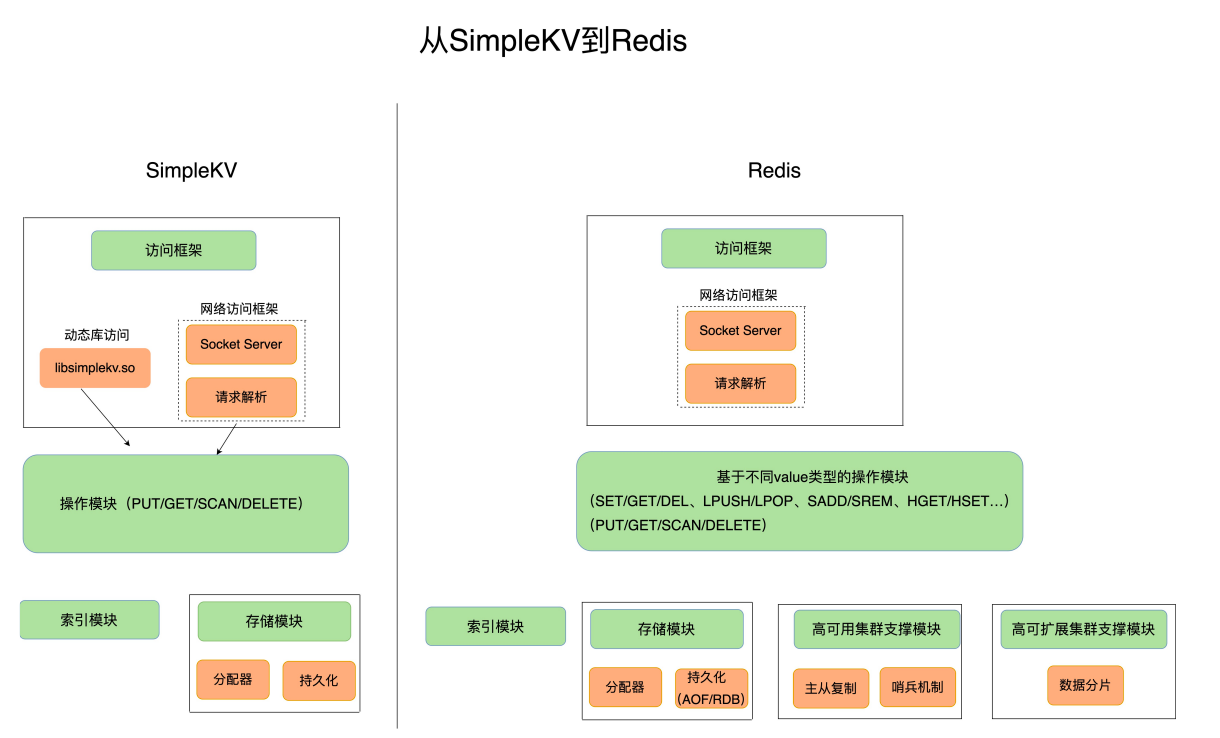 从SimpleKV到Redis
SimpleKV
访问框架
网络访问框架
动态库访问
Socket Server
libsimplekv.so
请求解析
操作模块（PUT/GET/SCAN/DELETE）
索引模块
存储模块
分配器
持久化
Redis
访问框架
网络访问框架
Socket Server
请求解析
基于不同value类型的操作模块
（SET/GET/DEL、LPUSH/LPOP、SADD/SREM、HGET/HSET...）
（PUT/GET/SCAN/DELETE）
索引模块
存储模块
分配器
持久化
（AOF/RDB）
高可用集群支撑模块
主从复制
哨兵机制
高可扩展集群支撑模块
数据分片